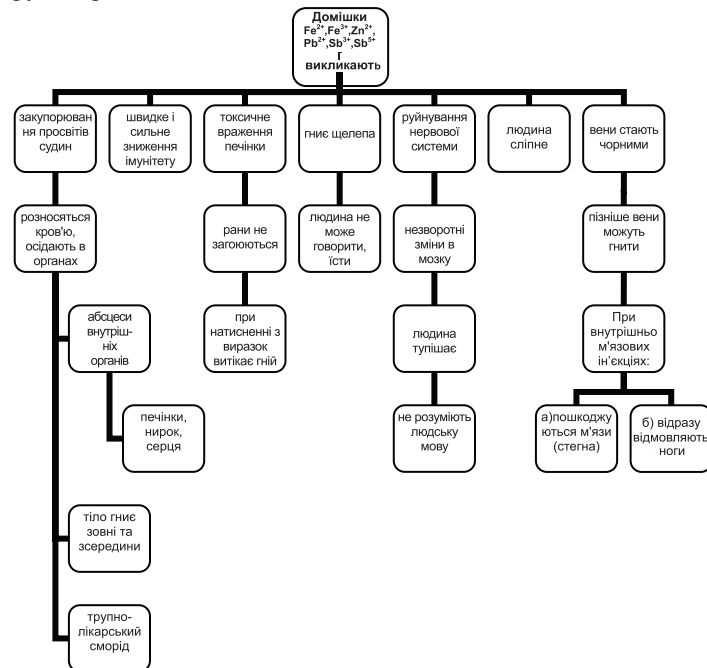 Домішки
Fe²⁺,Fe³⁺,Zn²⁺,
Pb²⁺,Sb³⁺,Sb⁵⁺
викликають
закупорюван
ня просвітів
судин
швидке і
сильне
зниження
імунітету
токсичне
враження
печінки
гниє щелепа
руйнування
нервової
системи
людина
сліпне
вени стають
чорними
розносяться
кров'ю,
осідають в
органах
рани не
загоюються
людина не
може
говорити,
їсти
незворотні
зміни в
мозку
пізніше вени
можуть
гнити
абсцеси
внутріш-
ніх
органів
при
натисненні з
виразок
витікає гній
людина
тупішає
При
внутрішньо
м'язових
ін'єкціях:
печінки,
нирок,
серця
не розуміють
людську
мову
а)пошкоджу
ються м'язи
(стегна)
б) відразу
відмовляють
ноги
тіло гниє
зовні та
зсередини
трупно-
лікарський
сморід